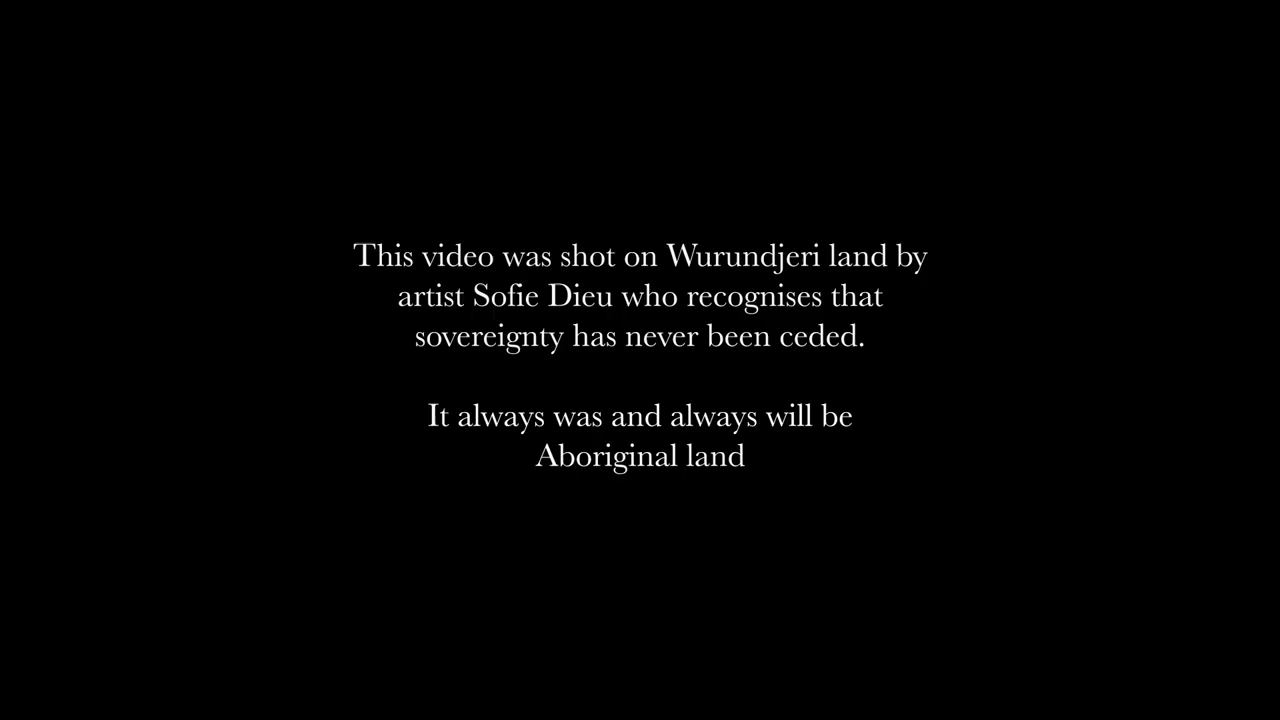 This video was shot on Wurundjeri land by
artist Sofie Dieu who recognises that
sovereignty has never been ceded.
It always was and always will be
Aboriginal land